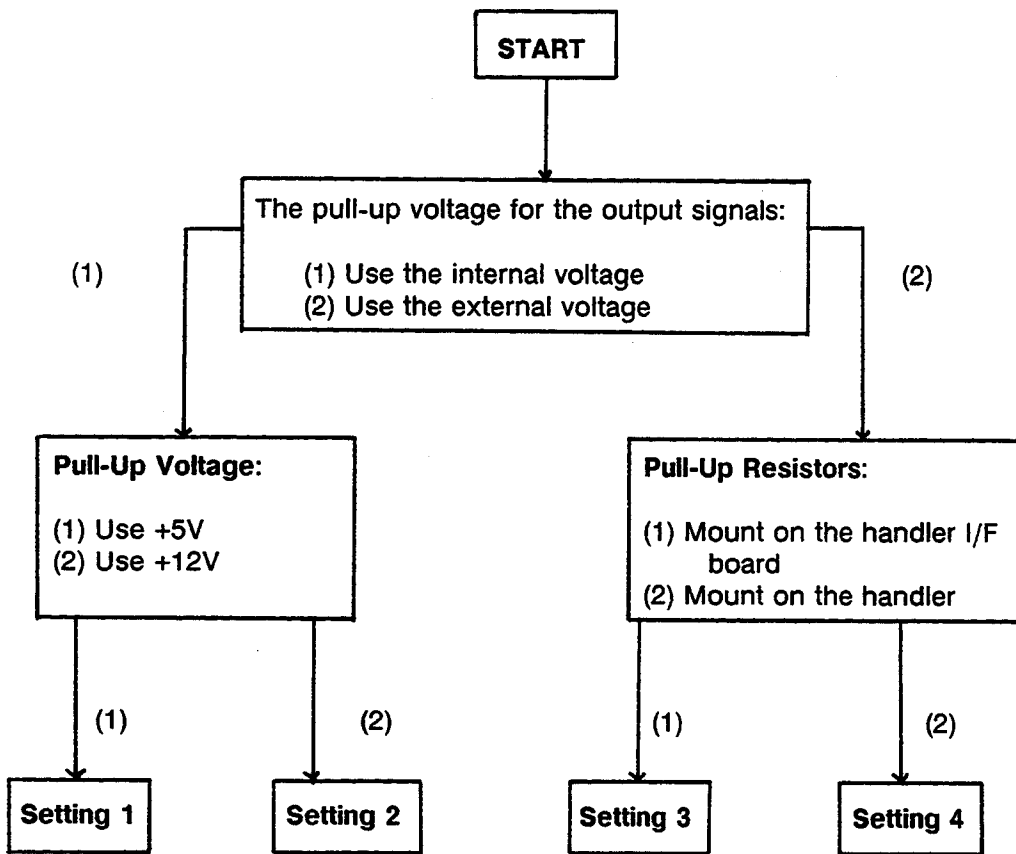 START
The pull-up voltage for the output signals:
(1) Use the internal voltage
(2) Use the external voltage
(1)
(2)
Pull-Up Voltage:
(1) Use +5V
(2) Use +12V
Pull-Up Resistors:
(1) Mount on the handler I/F
board
(2) Mount on the handler
(1)
(2)
(1)
(2)
Setting 1
Setting 2
Setting 3
Setting 4